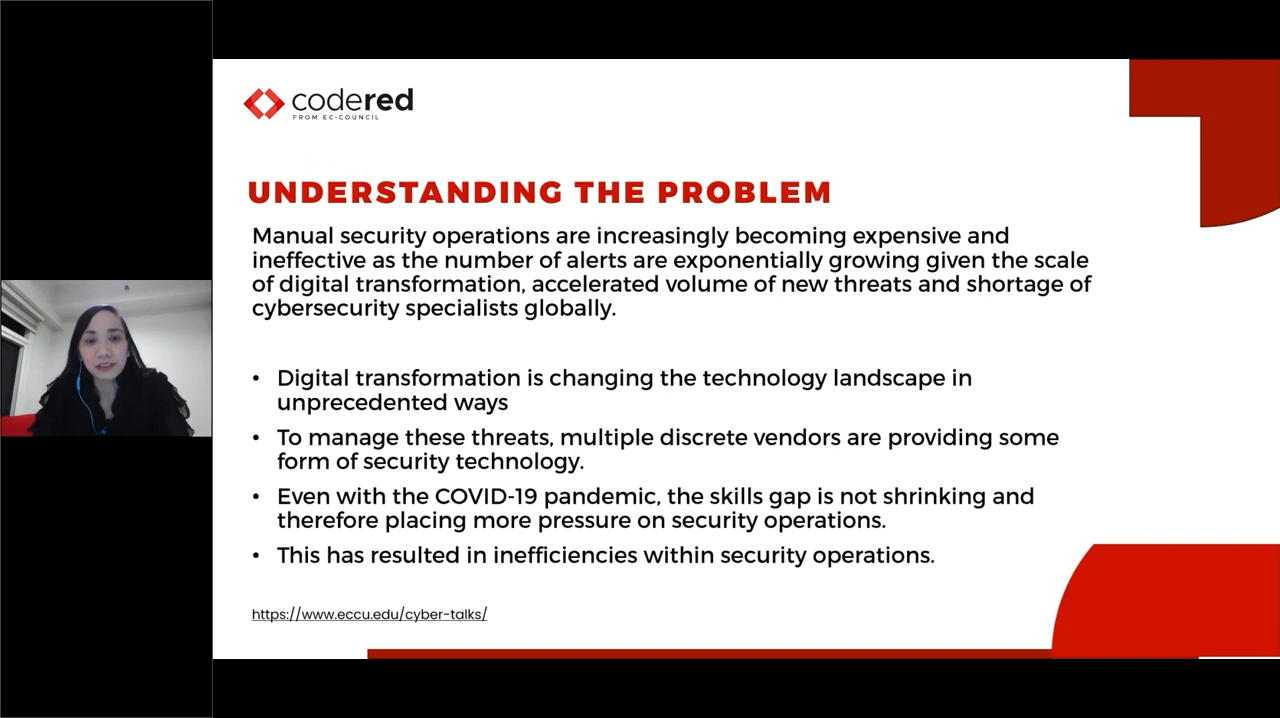 codered
FROM EC-COUNCIL
UNDERSTANDING THE PROBLEM
Manual security operations are increasingly becoming expensive and
ineffective as the number of alerts are exponentially growing given the scale
of digital transformation, accelerated volume of new threats and shortage of
cybersecurity specialists globally.
• Digital transformation is changing the technology landscape in
unprecedented ways
• To manage these threats, multiple discrete vendors are providing some
form of security technology.
• Even with the COVID-19 pandemic, the skills gap is not shrinking and
therefore placing more pressure on security operations.
• This has resulted in inefficiencies within security operations.
https://www.eccu.edu/cyber-talks/